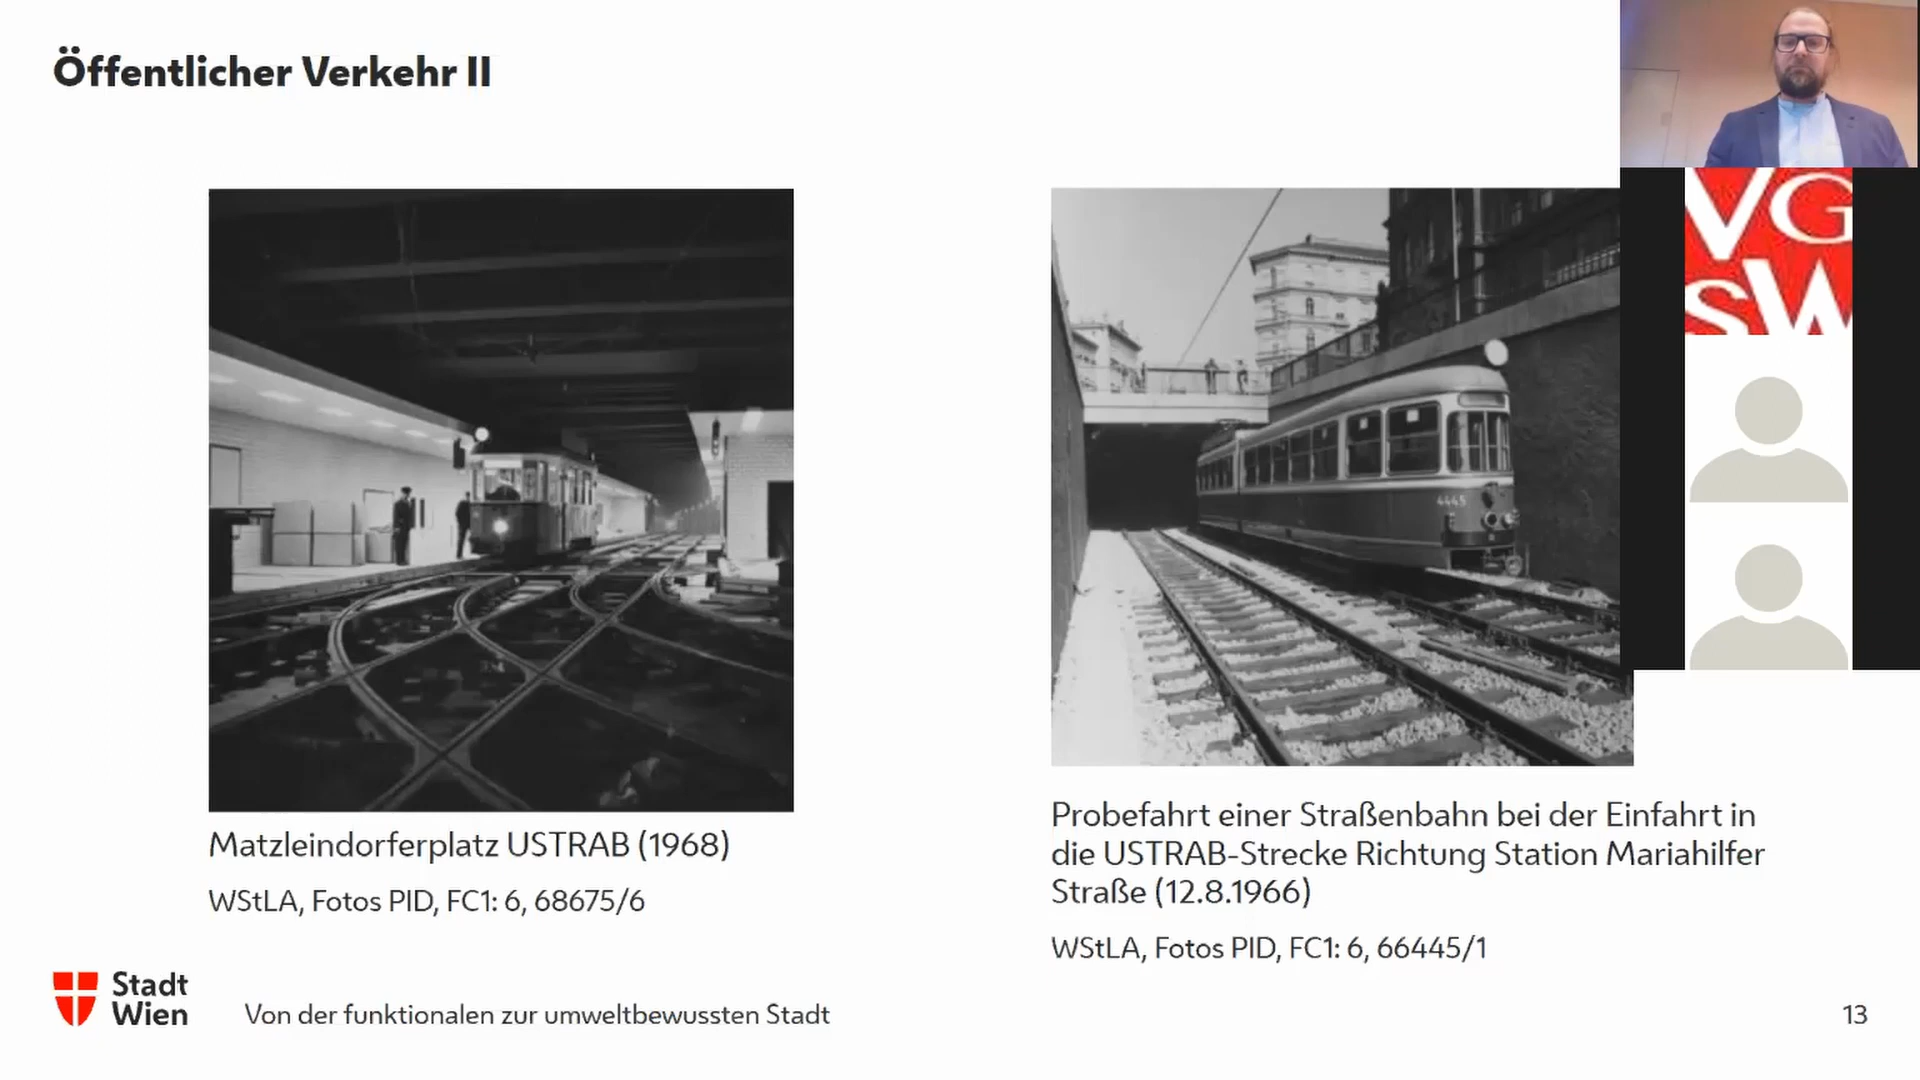 Öffentlicher Verkehr II
VG
SW
4445
Matzleindorferplatz USTRAB (1968)
WStLA, Fotos PID, FC1: 6, 68675/6
Probefahrt einer Straßenbahn bei der Einfahrt in
die USTRAB-Strecke Richtung Station Mariahilfer
Straße (12.8.1966)
WStLA, Fotos PID, FC1: 6, 66445/1
Stadt
Wien
Von der funktionalen zur umweltbewussten Stadt
13